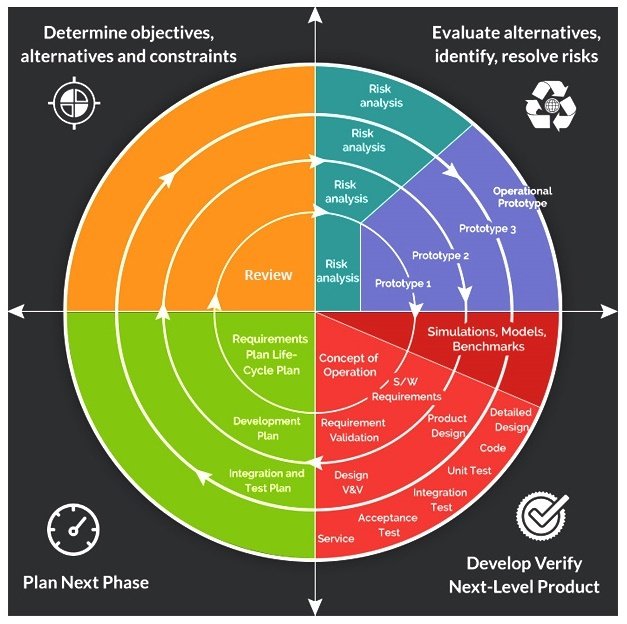 Determine objectives,
alternatives and constraints
Evaluate alternatives,
identify, resolve risks
Risk
analysis
Risk
analysis
Risk
analysis
Risk
analysis
Operational
Prototype
Prototype 3
Prototype 2
Prototype 1
Review
Simulations, Models,
Benchmarks
Requirements
Plan Life-
Cycle Plan
Concept of
Operation
S/W
Requirements
Development
Plan
Requirement
Validation
Product
Design
Detailed
Design
Code
Unit Test
Integration and
Test Plan
Design
V&V
Integration
Test
Acceptance
Test
Service
Plan Next Phase
Develop Verify
Next-Level Product